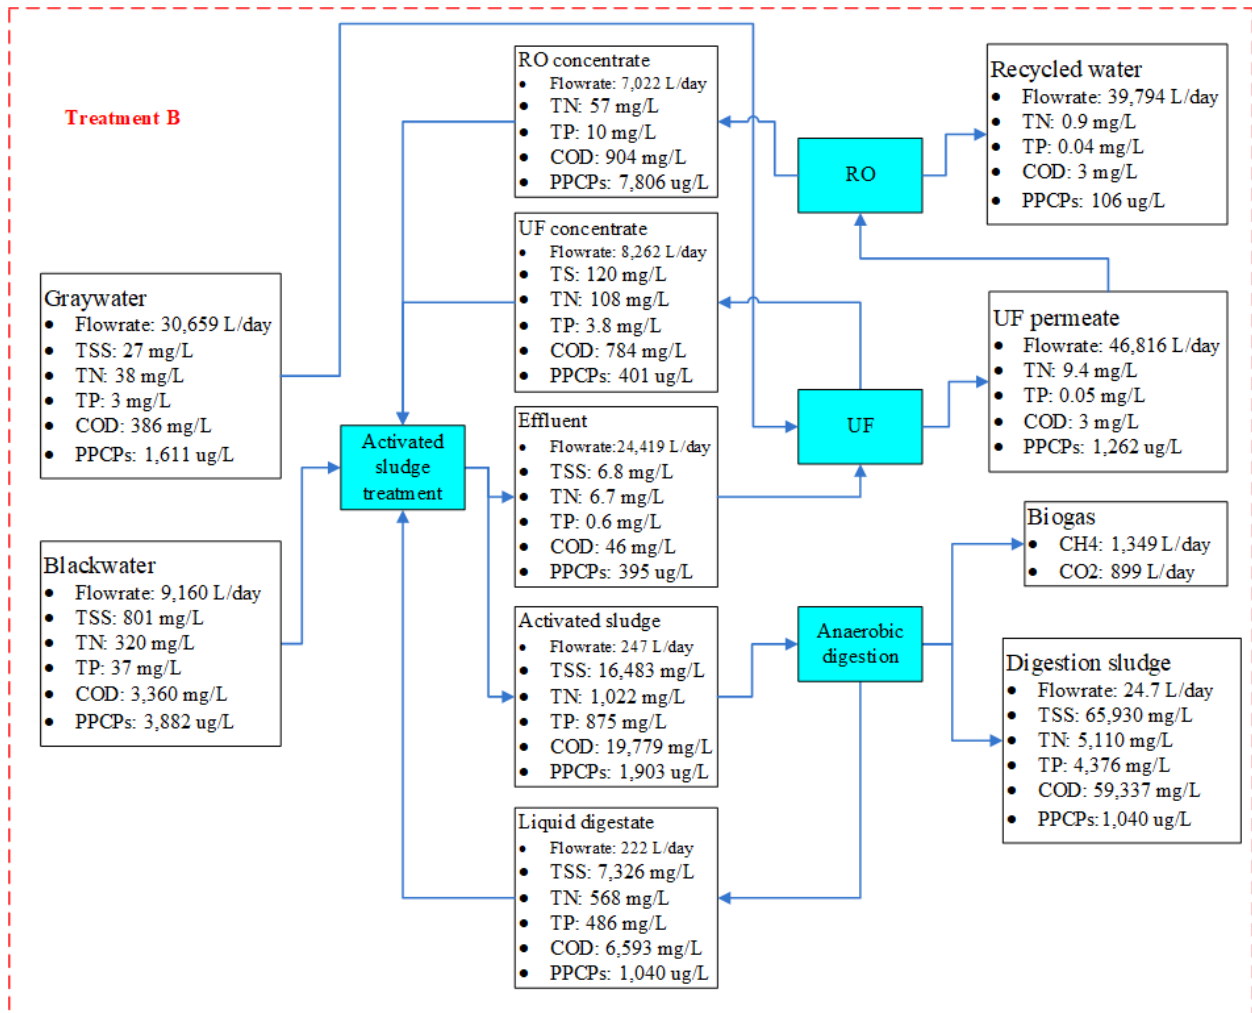 Treatment B
Graywater
• Flowrate: 30,659 L/day
• TSS: 27 mg/L
• TN: 38 mg/L
• TP: 3 mg/L
• COD: 386 mg/L
• PPCPs: 1,611 ug/L
Blackwater
• Flowrate: 9,160 L/day
• TSS: 801 mg/L
• TN: 320 mg/L
• TP: 37 mg/L
• COD: 3,360 mg/L
• PPCPs: 3,882 ug/L
Activated
sludge
treatment
RO concentrate
• Flowrate: 7,022 L/day
• TN: 57 mg/L
• TP: 10 mg/L
• COD: 904 mg/L
• PPCPs: 7,806 ug/L
UF concentrate
• Flowrate: 8,262 L/day
• TS: 120 mg/L
• TN: 108 mg/L
• TP: 3.8 mg/L
• COD: 784 mg/L
• PPCPs: 401 ug/L
Effluent
• Flowrate:24,419 L/day
• TSS: 6.8 mg/L
• TN: 6.7 mg/L
• TP: 0.6 mg/L
• COD: 46 mg/L
• PPCPs: 395 ug/L
Activated sludge
• Flowrate: 247 L/day
• TSS: 16,483 mg/L
• TN: 1,022 mg/L
• TP: 875 mg/L
• COD: 19,779 mg/L
• PPCPs: 1,903 ug/L
Liquid digestate
• Flowrate: 222 L/day
• TSS: 7,326 mg/L
• TN: 568 mg/L
• TP: 486 mg/L
• COD: 6,593 mg/L
• PPCPs: 1,040 ug/L
RO
UF
Anaerobic
digestion
Recycled water
• Flowrate: 39,794 L/day
• TN: 0.9 mg/L
• TP: 0.04 mg/L
• COD: 3 mg/L
• PPCPs: 106 ug/L
UF permeate
• Flowrate: 46,816 L/day
• TN: 9.4 mg/L
• TP: 0.05 mg/L
• COD: 3 mg/L
• PPCPs: 1,262 ug/L
Biogas
• CH4: 1,349 L/day
• CO2: 899 L/day
Digestion sludge
• Flowrate: 24.7 L/day
• TSS: 65,930 mg/L
• TN: 5,110 mg/L
• TP: 4,376 mg/L
• COD: 59,337 mg/L
• PPCPs: 1,040 ug/L